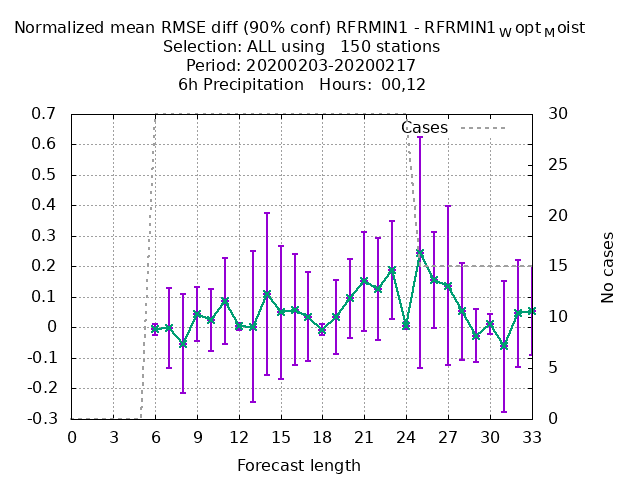 Normalized mean RMSE diff (90% conf) RFRMIN1 - RFRMIN1WoptMoist
Selection: ALL using   150 stations
Period: 20200203-20200217
6h Precipitation   Hours: 00,12
Cases
0.7
0.6
0.5
0.4
0.3
0.2
0.1
0
-0.1
-0.2
-0.3
30
25
20
15
10
5
0
No cases
0 3 6 9 12 15 18 21 24 27 30 33
Forecast length